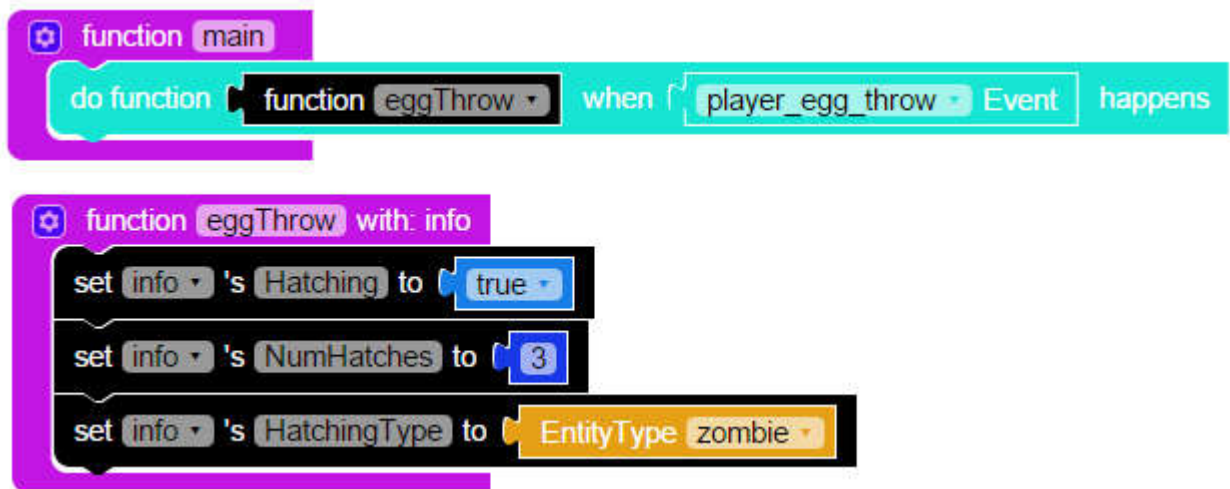 function main
do function function eggThrow when player_egg_throw Event happens
function eggThrow with: info
set info 's Hatching to true
set info 's NumHatches to 3
set info 's HatchingType to EntityType zombie